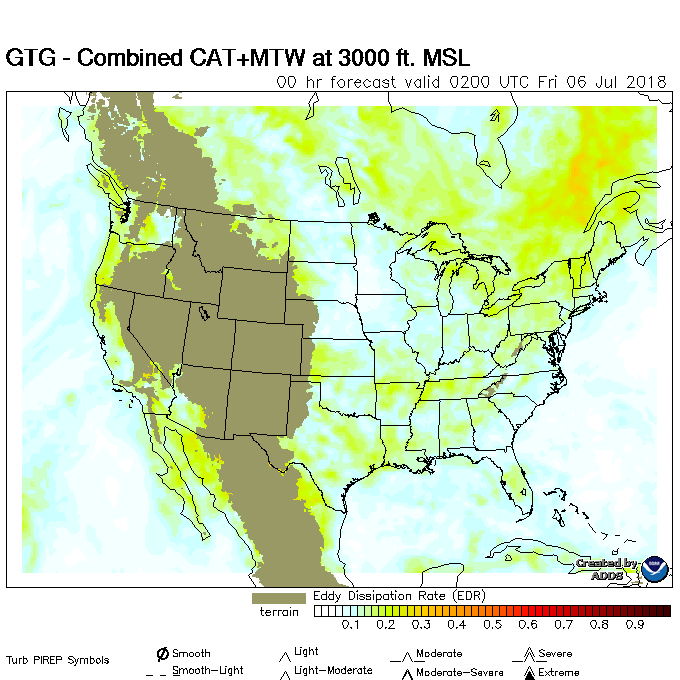 GTG - Combined CAT+MTW at 3000 ft. MSL
00 hr forecast valid 0200 UTC Fri 06 Jul 2018
Created by
ADDS
NOAA
terrain
Eddy Dissipation Rate (EDR)
0.1 0.2 0.3 0.4 0.5 0.6 0.7 0.8 0.9
Turb PIREP Symbols
Smooth Light Moderate Severe
Smooth-Light Light-Moderate Moderate-Severe Extreme